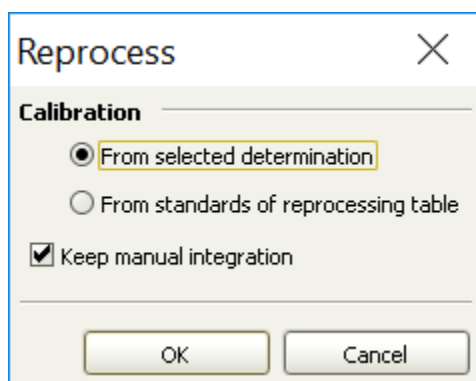 Reprocess
Calibration
From selected determination
From standards of reprocessing table
Keep manual integration
OK
Cancel